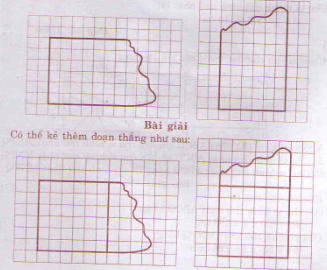 Bài giải
Có thể kẻ thêm đoạn thẳng như sau: